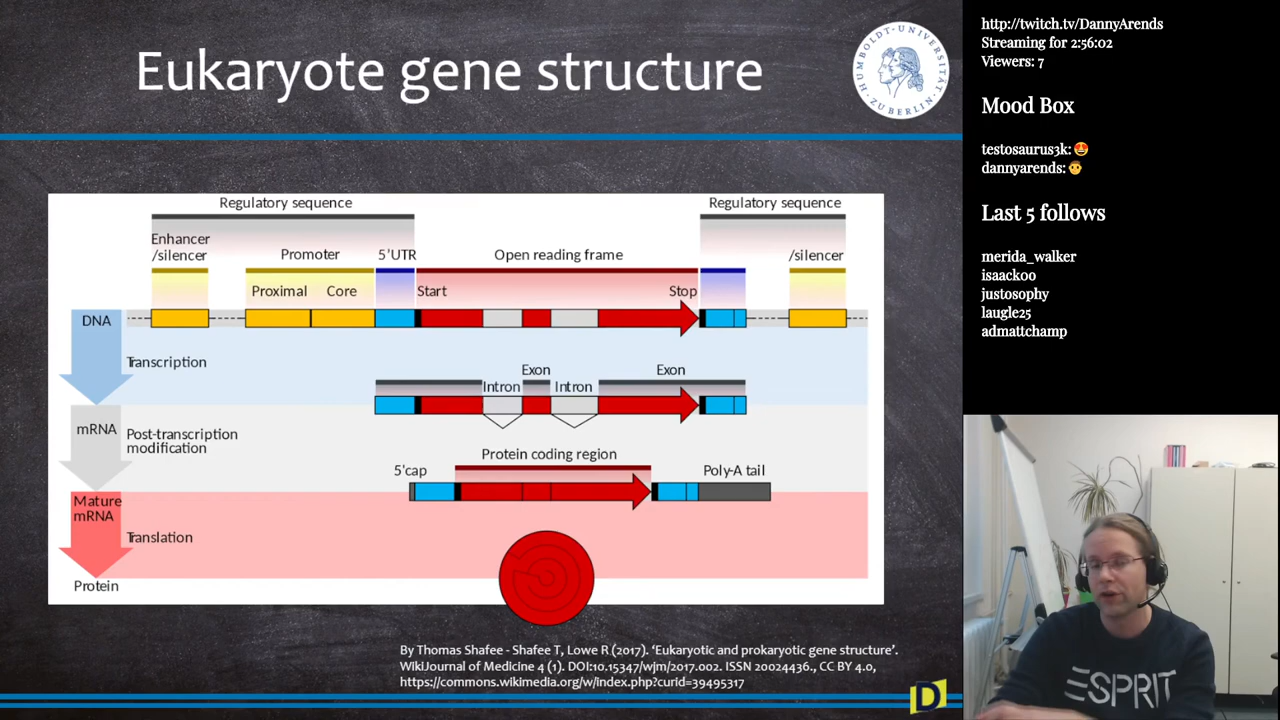 Eukaryote gene structure
HUMBOLDT-UNIVERSITÄT
ZU BERLIN
Regulatory sequence
Regulatory sequence
Enhancer
/silencer
Promoter
5'UTR
Open reading frame
/silencer
Proximal
Core
Start
Stop
DNA
Transcription
Exon
Exon
Intron
Intron
mRNA
Post-transcription
modification
Protein coding region
5'cap
Poly-A tail
Mature
mRNA
Translation
Protein
By Thomas Shafee - Shafee T, Lowe R (2017). ‘Eukaryotic and prokaryotic gene structure’.
WikiJournal of Medicine 4 (1). DOI:10.15347/wjm/2017.002. ISSN 20024436., CC BY 4.0,
https://commons.wikimedia.org/w/index.php?curid=39495317
D
http://twitch.tv/DannyArends
Streaming for 2:56:02
Viewers: 7
Mood Box
testosaurus3k: 😍
dannyarends: 👨
Last 5 follows
merida_walker
isaackoo
justosophy
laugle25
admattchamp
ESPRIT